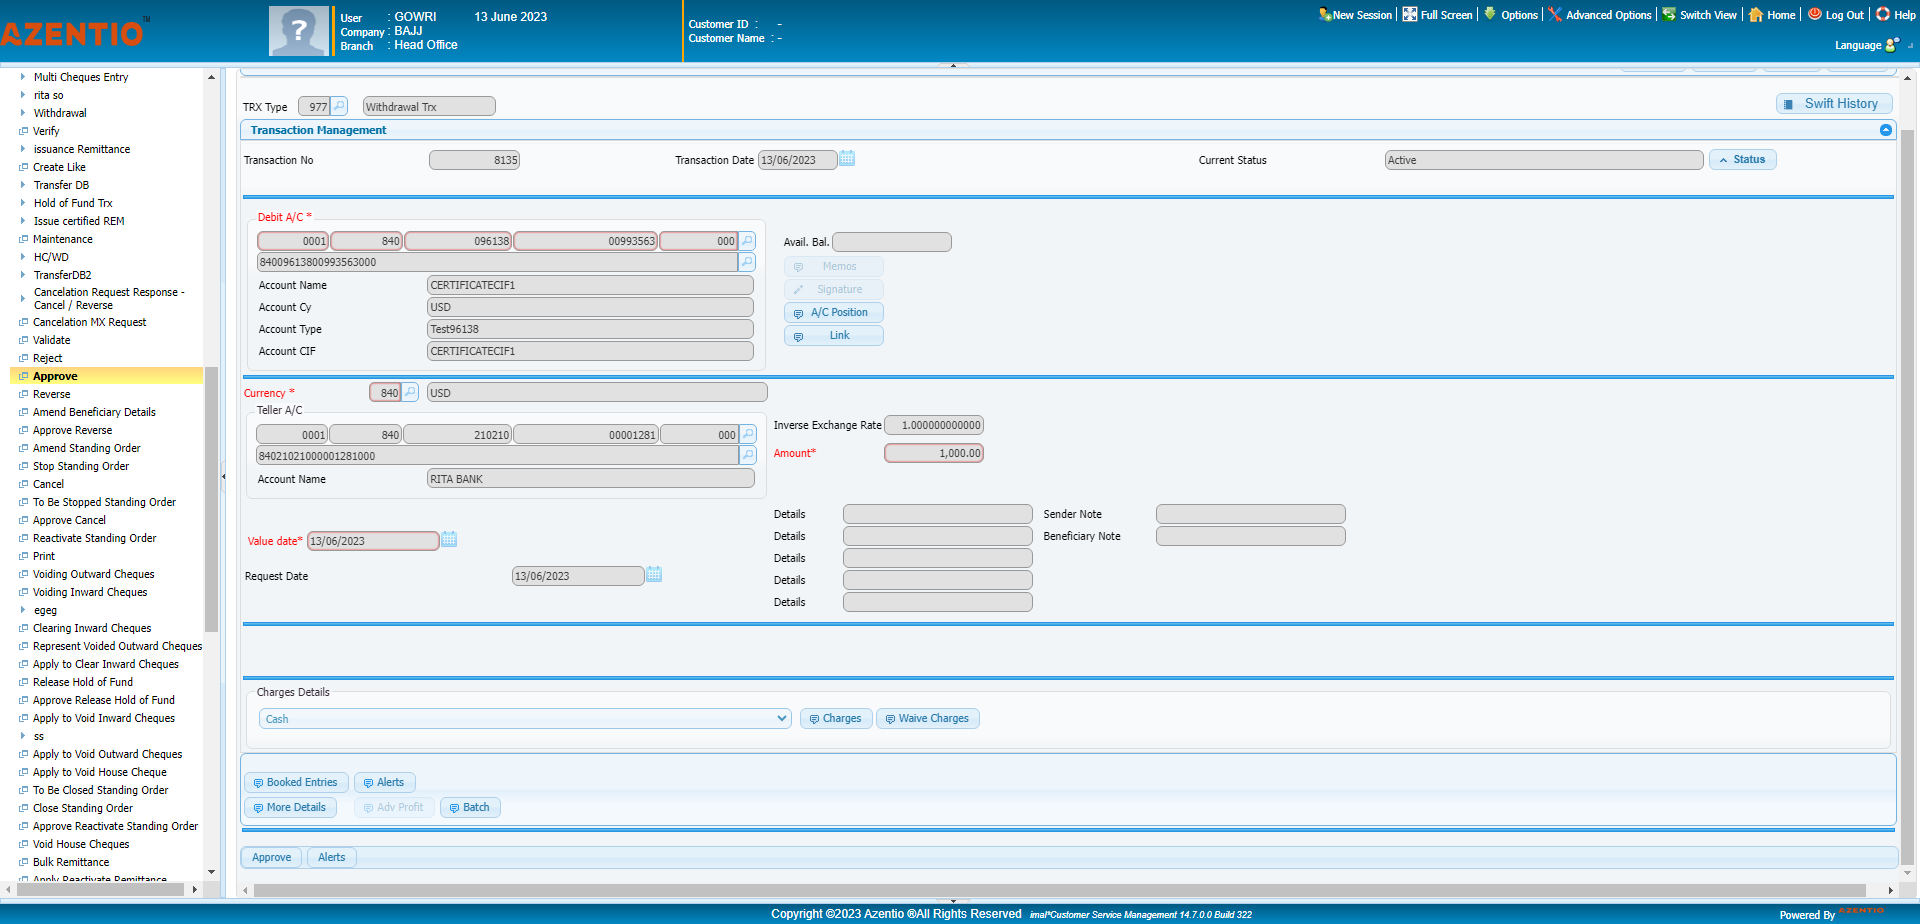 AZENTIO™
User : GOWRI 13 June 2023
Company : BAJJ
Branch : Head Office
Customer ID : -
Customer Name : -
New Session Full Screen Options Advanced Options Switch View Home Log Out Help
Language
Multi Cheques Entry
rita so
Withdrawal
Verify
issuance Remittance
Create Like
Transfer DB
Hold of Fund Trx
Issue certified REM
Maintenance
HC/WD
TransferDB2
Cancelation Request Response -
Cancel / Reverse
Cancelation MX Request
Validate
Reject
Approve
Reverse
Amend Beneficiary Details
Approve Reverse
Amend Standing Order
Stop Standing Order
Cancel
To Be Stopped Standing Order
Approve Cancel
Reactivate Standing Order
Print
Voiding Outward Cheques
Voiding Inward Cheques
egeg
Clearing Inward Cheques
Represent Voided Outward Cheques
Apply to Clear Inward Cheques
Release Hold of Fund
Approve Release Hold of Fund
Apply to Void Inward Cheques
ss
Apply to Void Outward Cheques
Apply to Void House Cheque
To Be Closed Standing Order
Close Standing Order
Approve Reactivate Standing Order
Void House Cheques
Bulk Remittance
Apply Reactivate Remittance
TRX Type 977 Withdrawal Trx
Swift History
Transaction Management
Transaction No 8135 Transaction Date 13/06/2023 Current Status Active Status
Debit A/C *
0001 840 096138 00993563 000
84009613800993563000
Account Name CERTIFICATECIF1
Account Cy USD
Account Type Test96138
Account CIF CERTIFICATECIF1
Avail. Bal.
Memos
Signature
A/C Position
Link
Currency * 840 USD
Teller A/C
0001 840 210210 00001281 000
84021021000001281000
Account Name RITA BANK
Inverse Exchange Rate 1.000000000000
Amount* 1,000.00
Value date* 13/06/2023
Request Date 13/06/2023
Details Sender Note
Details Beneficiary Note
Details
Details
Details
Charges Details
Cash Charges Waive Charges
Booked Entries Alerts
More Details Adv Profit Batch
Approve Alerts
Copyright ©2023 Azentio ®All Rights Reserved imal*Customer Service Management 14.7.0.0 Build 322
Powered By AZENTIO